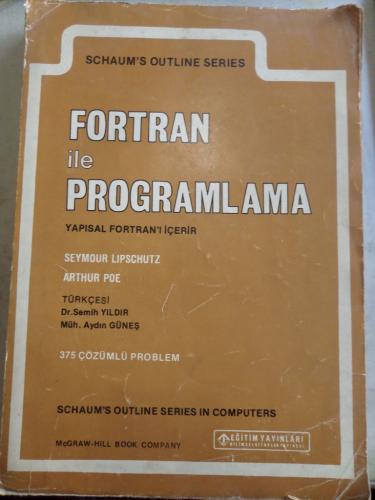 SCHAUM'S OUTLINE SERIES
FORTRAN
ile
PROGRAMLAMA
YAPISAL FORTRAN'I İÇERİR
SEYMOUR LIPSCHUTZ
ARTHUR POE
TÜRKÇESİ
Dr. Semih YILDIR
Müh. Aydın GÜNEŞ
375 ÇÖZÜMLÜ PROBLEM
SCHAUM'S OUTLINE SERIES IN COMPUTERS
McGRAW-HILL BOOK COMPANY
EĞİTİM YAYINLARI